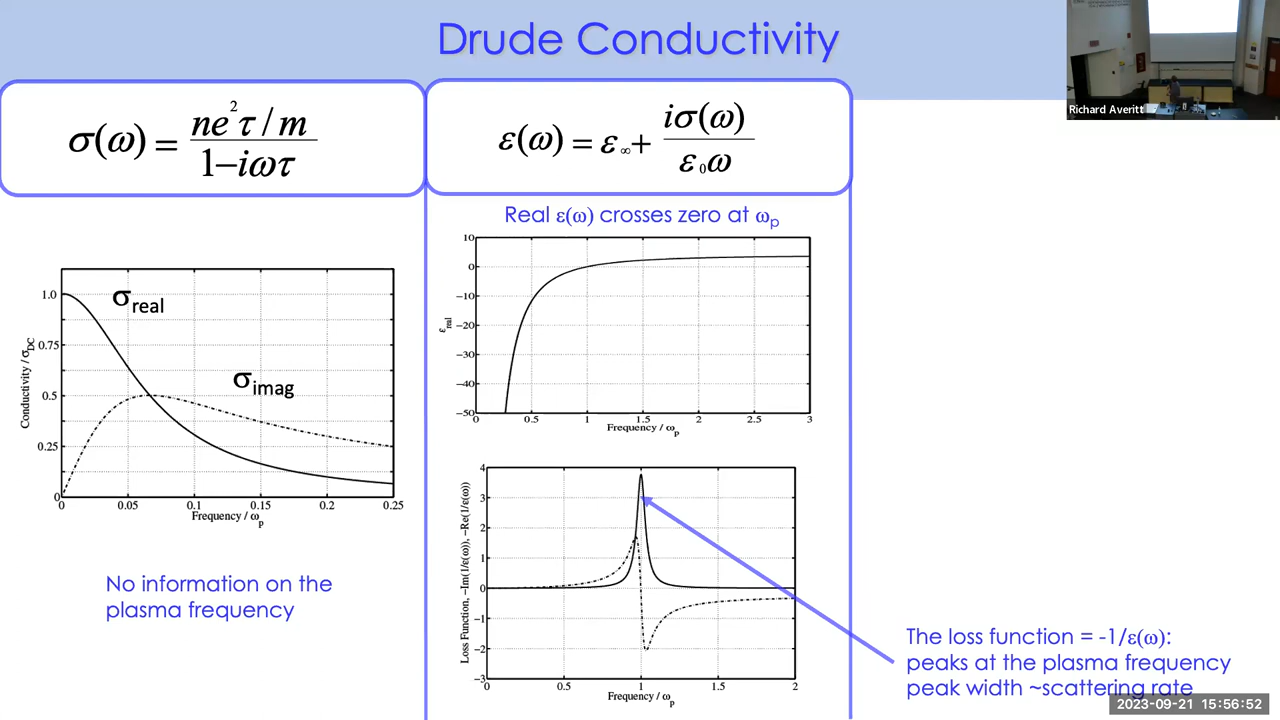 Drude Conductivity
Richard Averitt
σ(ω) = ne²τ/m / 1−iωτ
ε(ω) = ε∞+ iσ(ω) / ε₀ω
Real ε(ω) crosses zero at ωp
1.0
0.75
0.5
0.25
0
0 0.05 0.1 0.15 0.2 0.25
Conductivity / σDC
Frequency / ωp
σreal
σimag
No information on the
plasma frequency
10
0
−10
−20
−30
−40
−50
0 0.5 1 1.5 2 2.5 3
εreal
Frequency / ωp
4
3
2
1
0
−1
−2
−3
0 0.5 1 1.5 2
Loss Function, −Im(1/ε(ω)), −Re(1/ε(ω))
Frequency / ωp
The loss function = -1/ε(ω):
peaks at the plasma frequency
peak width ~scattering rate
2023-09-21 15:56:52